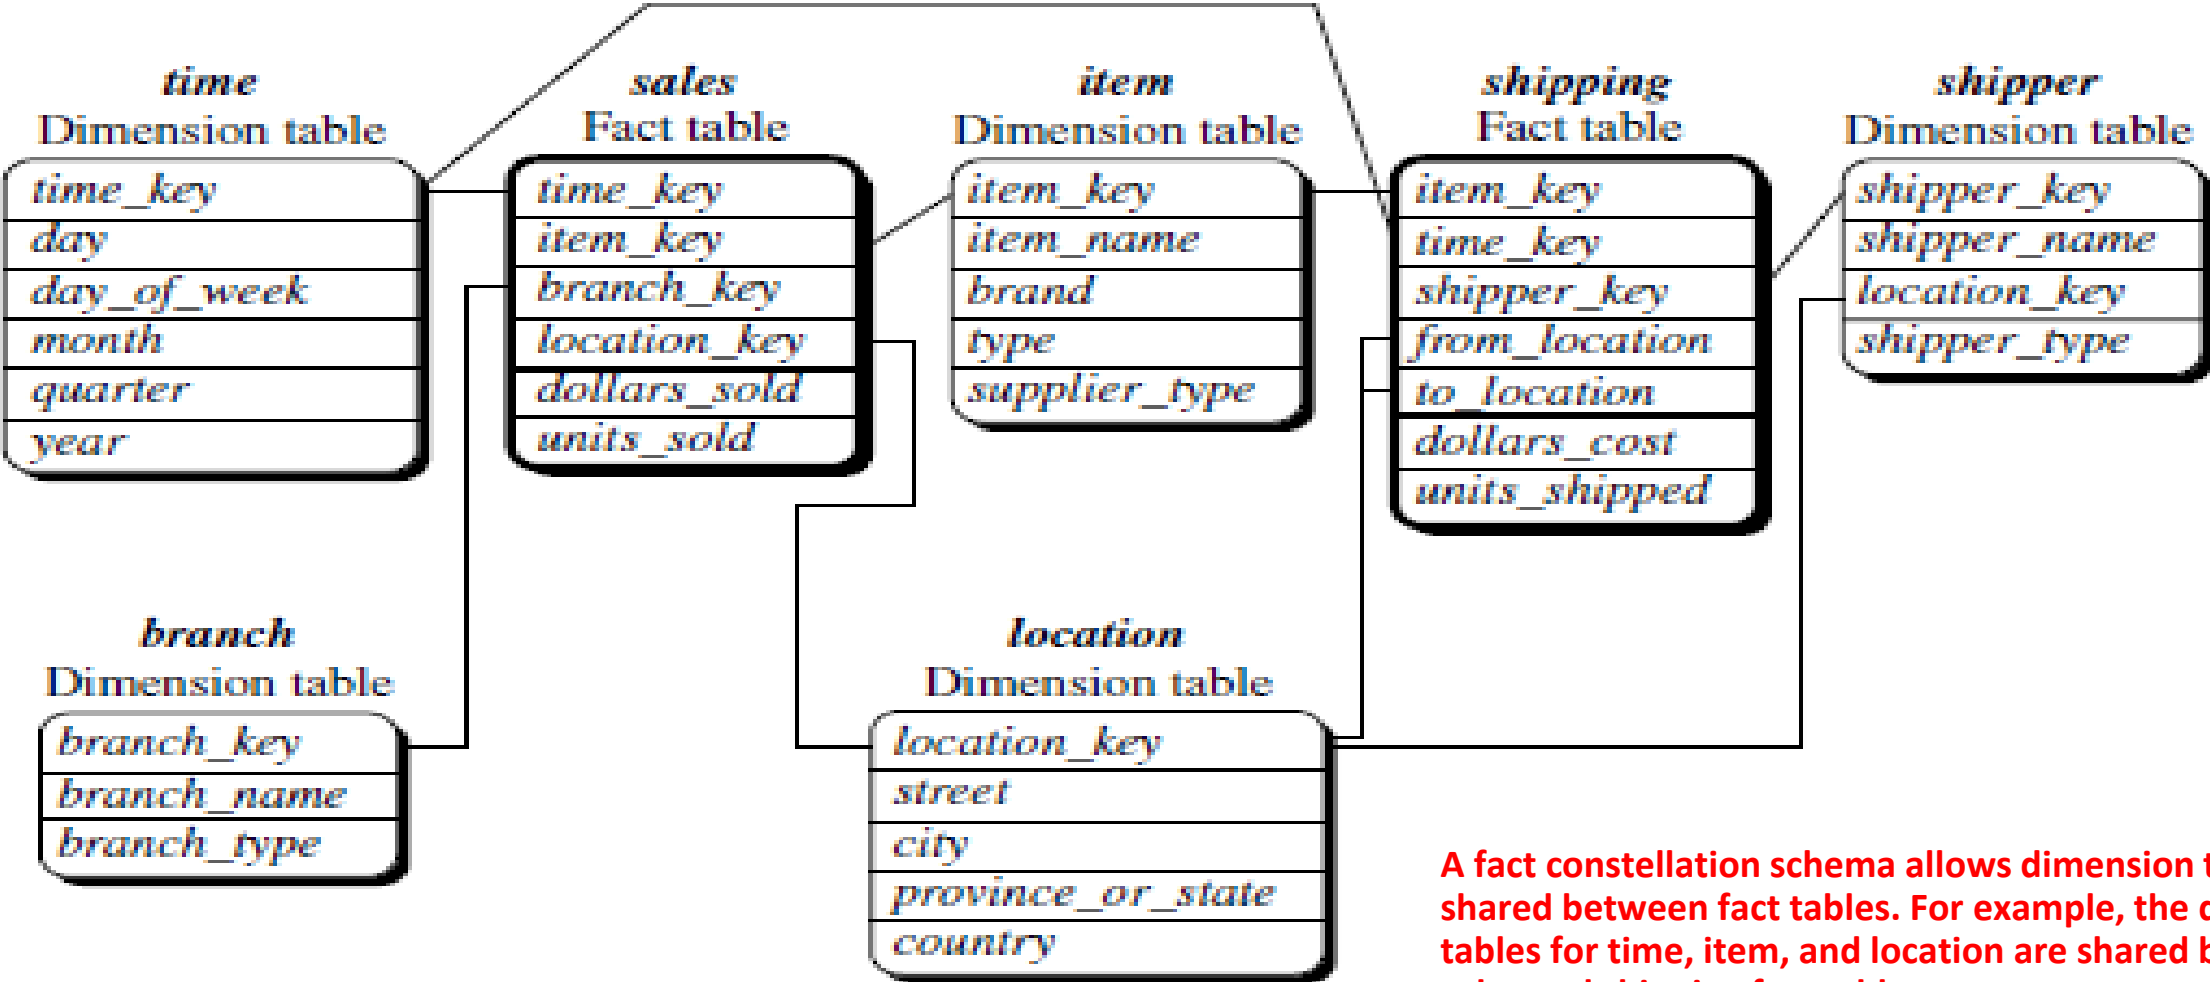 time
Dimension table
time_key
day
day_of_week
month
quarter
year
sales
Fact table
time_key
item_key
branch_key
location_key
dollars_sold
units_sold
item
Dimension table
item_key
item_name
brand
type
supplier_type
shipping
Fact table
item_key
time_key
shipper_key
from_location
to_location
dollars_cost
units_shipped
shipper
Dimension table
shipper_key
shipper_name
location_key
shipper_type
branch
Dimension table
branch_key
branch_name
branch_type
location
Dimension table
location_key
street
city
province_or_state
country
A fact constellation schema allows dimension
shared between fact tables. For example, the
tables for time, item, and location are shared